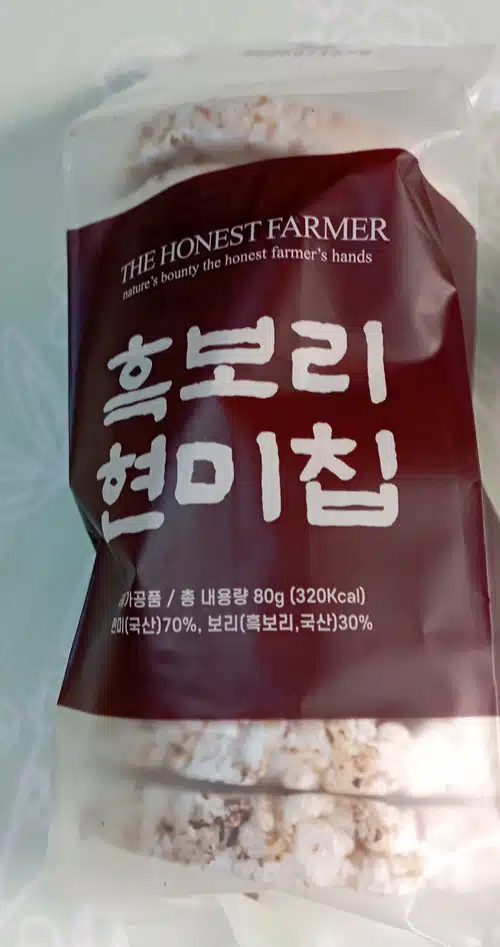 THE HONEST FARMER
nature's bounty the honest farmer's hands
흑보리
현미칩
가공품 / 총 내용량 80g (320Kcal)
현미(국산)70%, 보리(흑보리,국산)30%